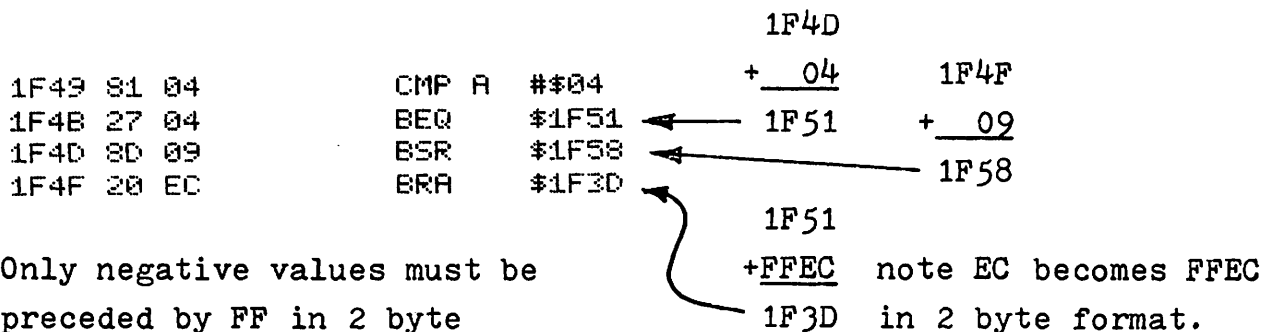 1F4D
+ 04
1F51
1F4F
+ 09
1F58
1F49 81 04 CMP A #$04
1F4B 27 04 BEQ $1F51
1F4D 8D 09 BSR $1F58
1F4F 20 EC BRA $1F3D
1F51
+FFEC note EC becomes FFEC
1F3D in 2 byte format.
Only negative values must be
preceded by FF in 2 byte